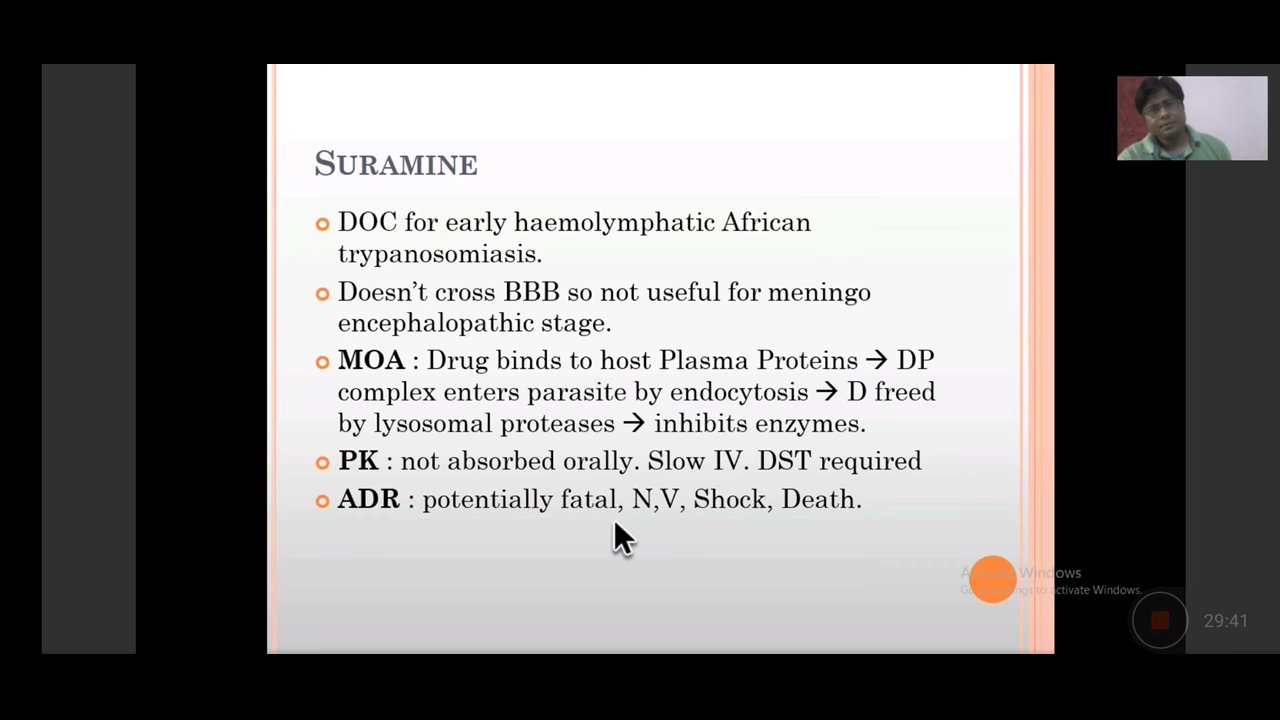 SURAMINE
DOC for early haemolymphatic African
trypanosomiasis.
Doesn't cross BBB so not useful for meningo
encephalopathic stage.
MOA : Drug binds to host Plasma Proteins → DP
complex enters parasite by endocytosis → D freed
by lysosomal proteases → inhibits enzymes.
PK : not absorbed orally. Slow IV. DST required
ADR : potentially fatal, N,V, Shock, Death.
Windows
to activate Windows.
29:41